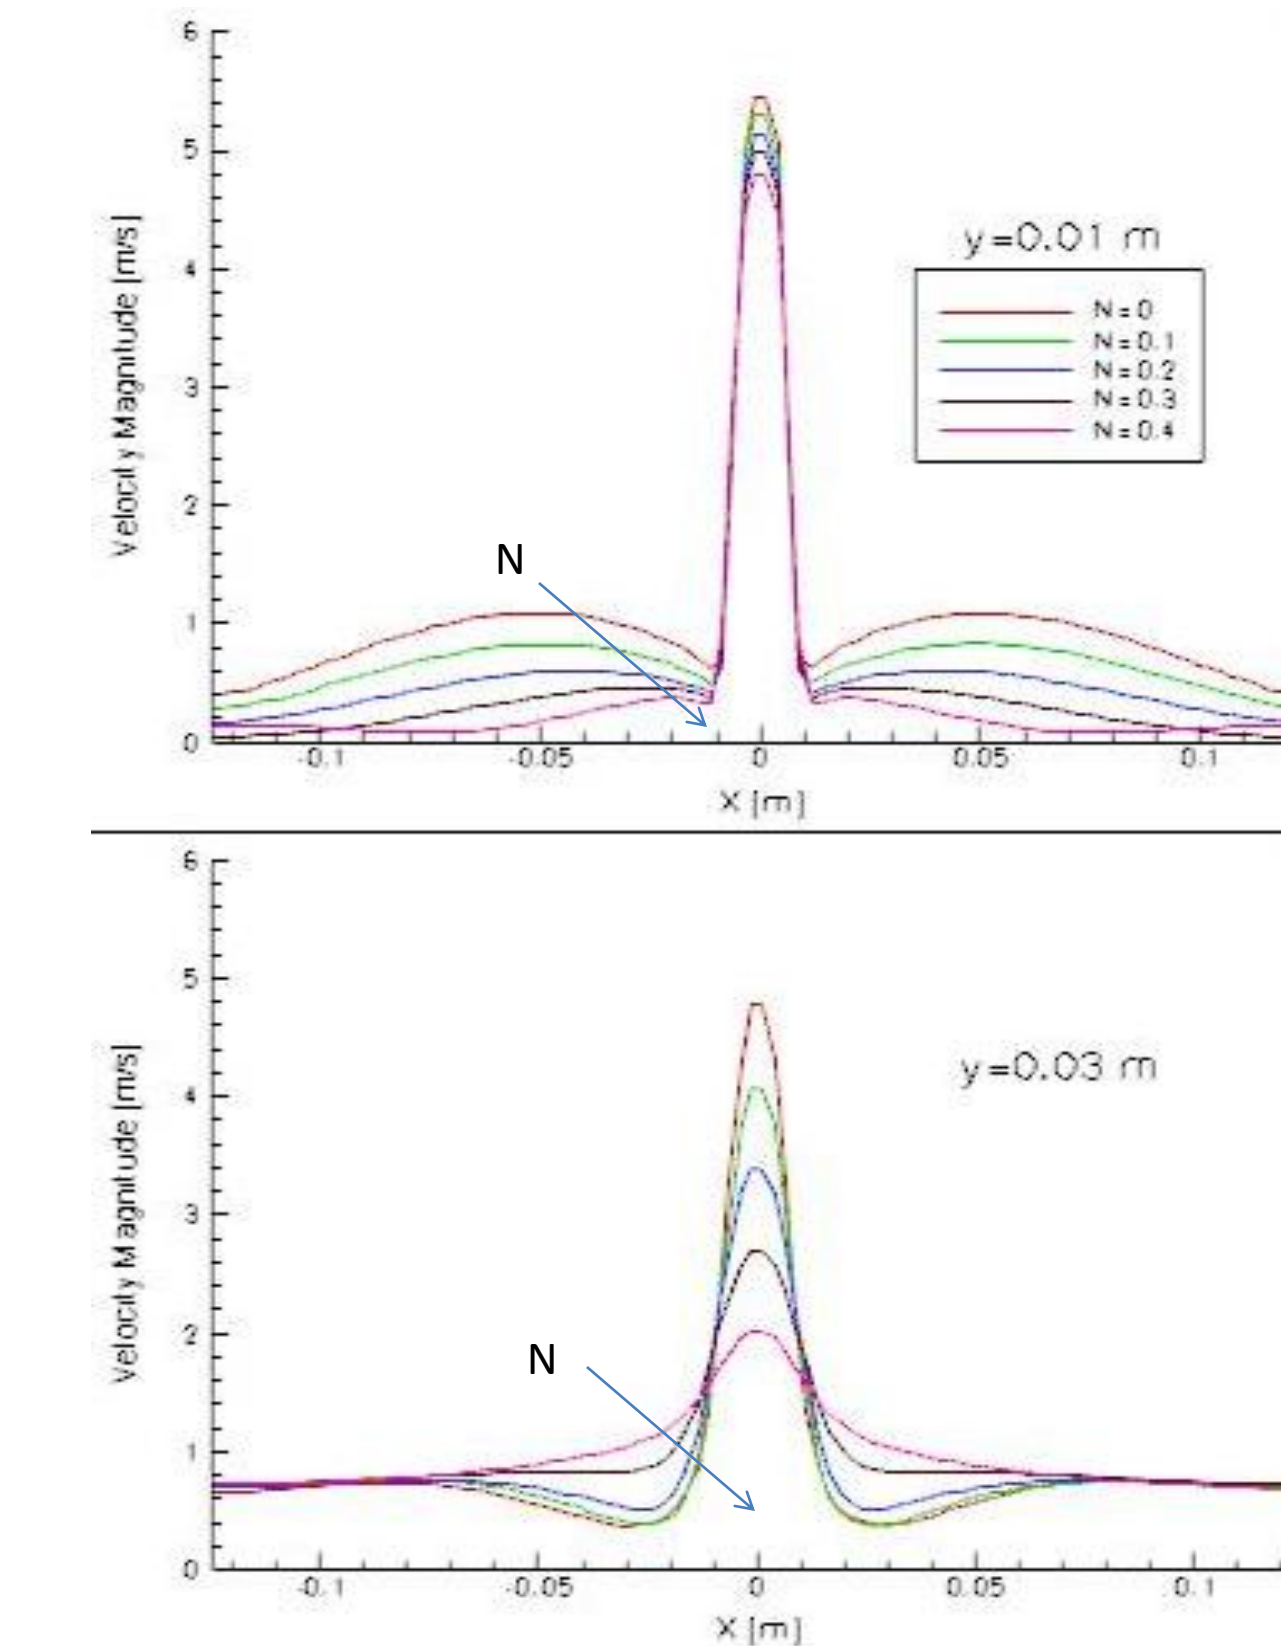 6
5
4
3
2
1
0
Velocity Magnitude [m/s]
y=0.01 m
N = 0
N = 0.1
N = 0.2
N = 0.3
N = 0.4
N
-0.1
-0.05
0
0.05
0.1
X [m]
6
5
4
3
2
1
0
Velocity Magnitude [m/s]
y=0.03 m
N
-0.1
-0.05
0
0.05
0.1
X [m]